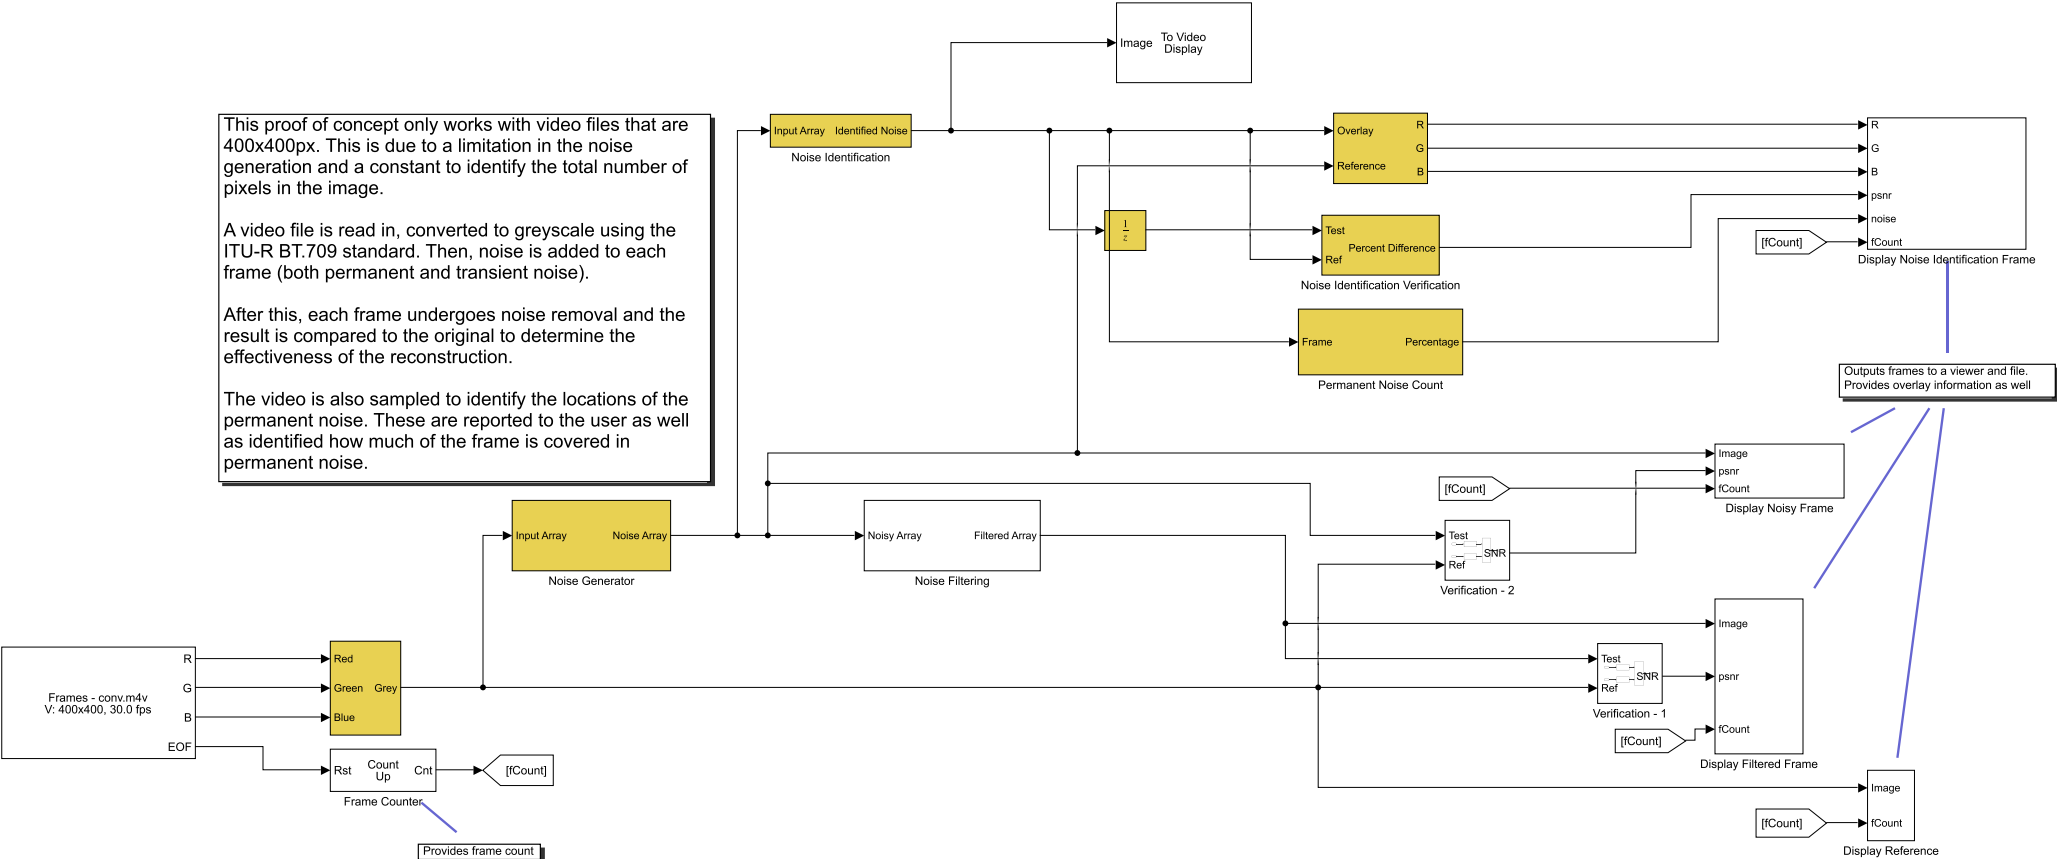 Image
To Video
Display
This proof of concept only works with video files that are
400x400px. This is due to a limitation in the noise
generation and a constant to identify the total number of
pixels in the image.
A video file is read in, converted to greyscale using the
ITU-R BT.709 standard. Then, noise is added to each
frame (both permanent and transient noise).
After this, each frame undergoes noise removal and the
result is compared to the original to determine the
effectiveness of the reconstruction.
The video is also sampled to identify the locations of the
permanent noise. These are reported to the user as well
as identified how much of the frame is covered in
permanent noise.
Input Array Identified Noise
Noise Identification
Overlay
Reference
R
G
B
1
z
Test
Ref
Percent Difference
Noise Identification Verification
Frame Percentage
Permanent Noise Count
R
G
B
psnr
noise
fCount
[fCount]
Display Noise Identification Frame
Outputs frames to a viewer and file.
Provides overlay information as well
Image
psnr
fCount
[fCount]
Display Noisy Frame
Input Array Noise Array
Noise Generator
Noisy Array Filtered Array
Noise Filtering
Test
Ref
SNR
Verification - 2
Image
psnr
fCount
[fCount]
Display Filtered Frame
Test
Ref
SNR
Verification - 1
Frames - conv.m4v
V: 400x400, 30.0 fps
R
G
B
EOF
Red
Green
Blue
Grey
Rst
Count
Up
Cnt
[fCount]
Frame Counter
Provides frame count
Image
fCount
[fCount]
Display Reference